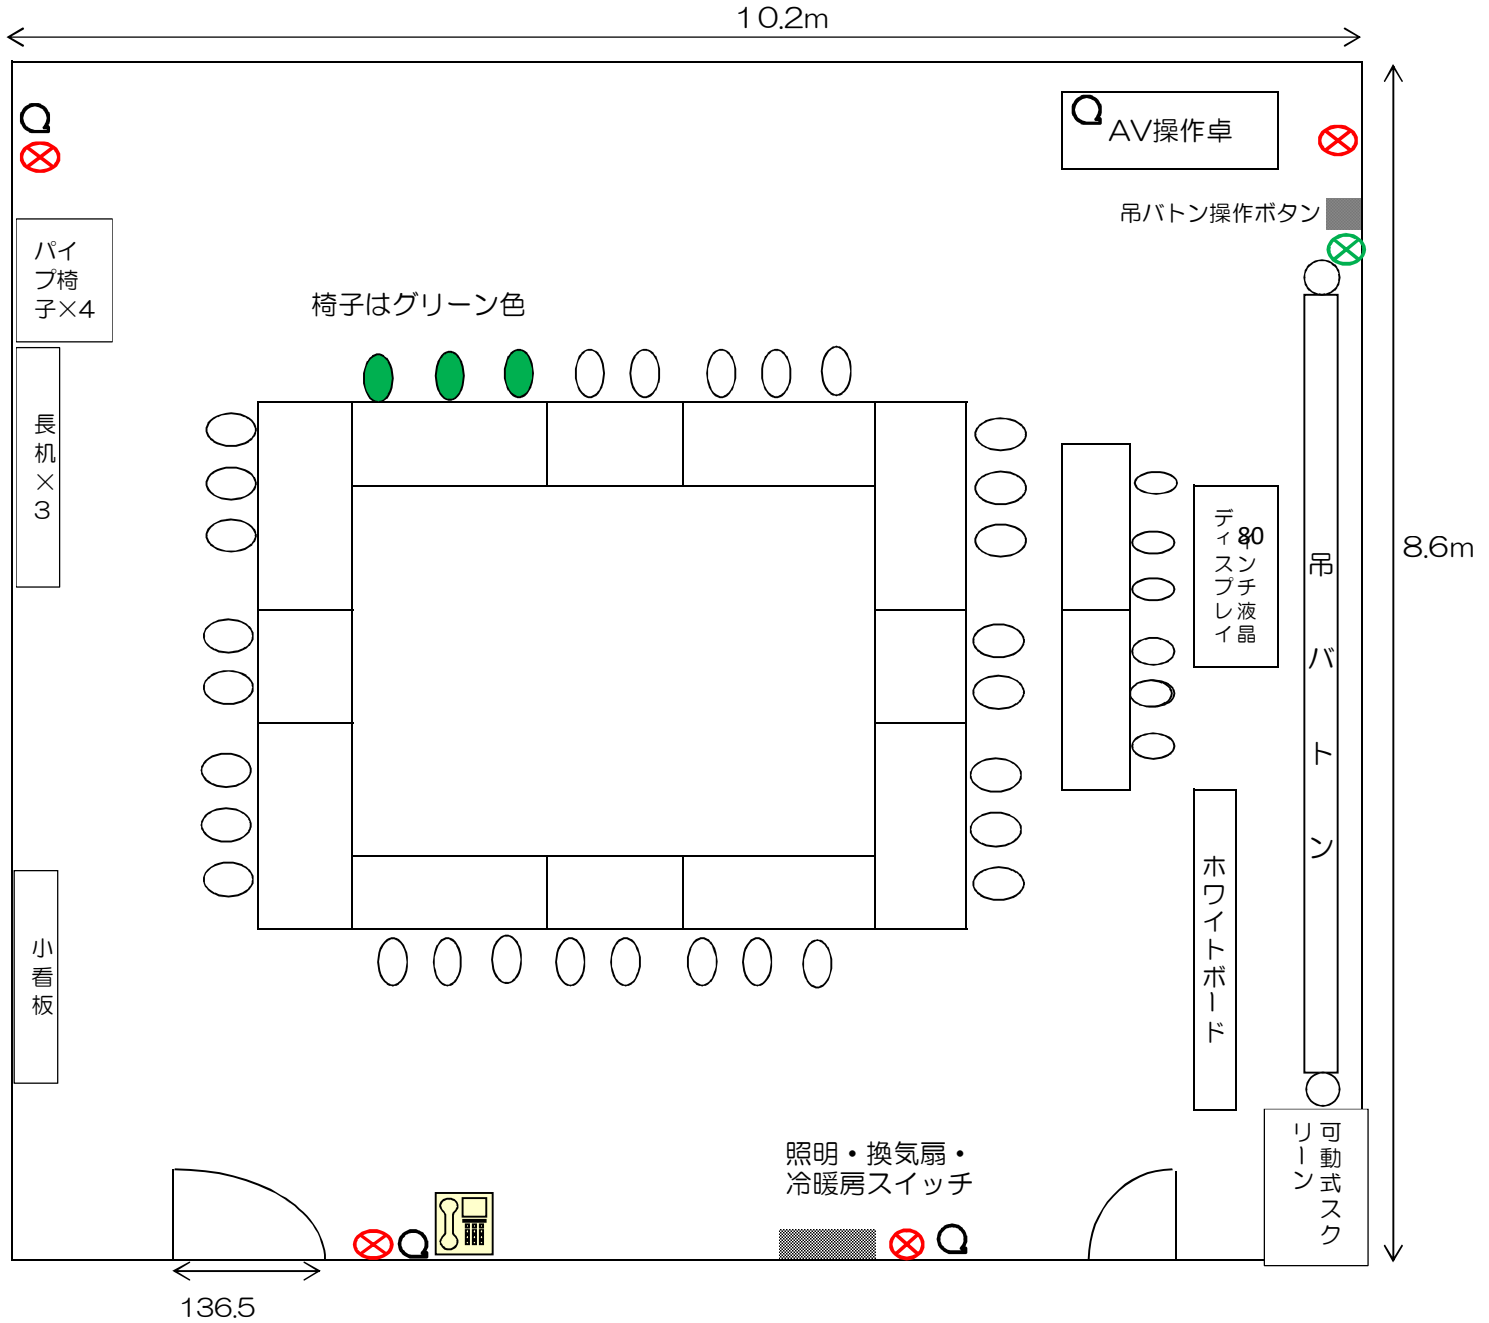 10.2m
AV操作卓
吊バトン操作ボタン
パイ
プ椅
子×4
椅子はグリーン色
長机×3
80
インチ液晶
ディスプレイ
吊バトン
8.6m
ホワイトボード
小看板
照明・換気扇・
冷暖房スイッチ
可動式スク
リーン
136.5